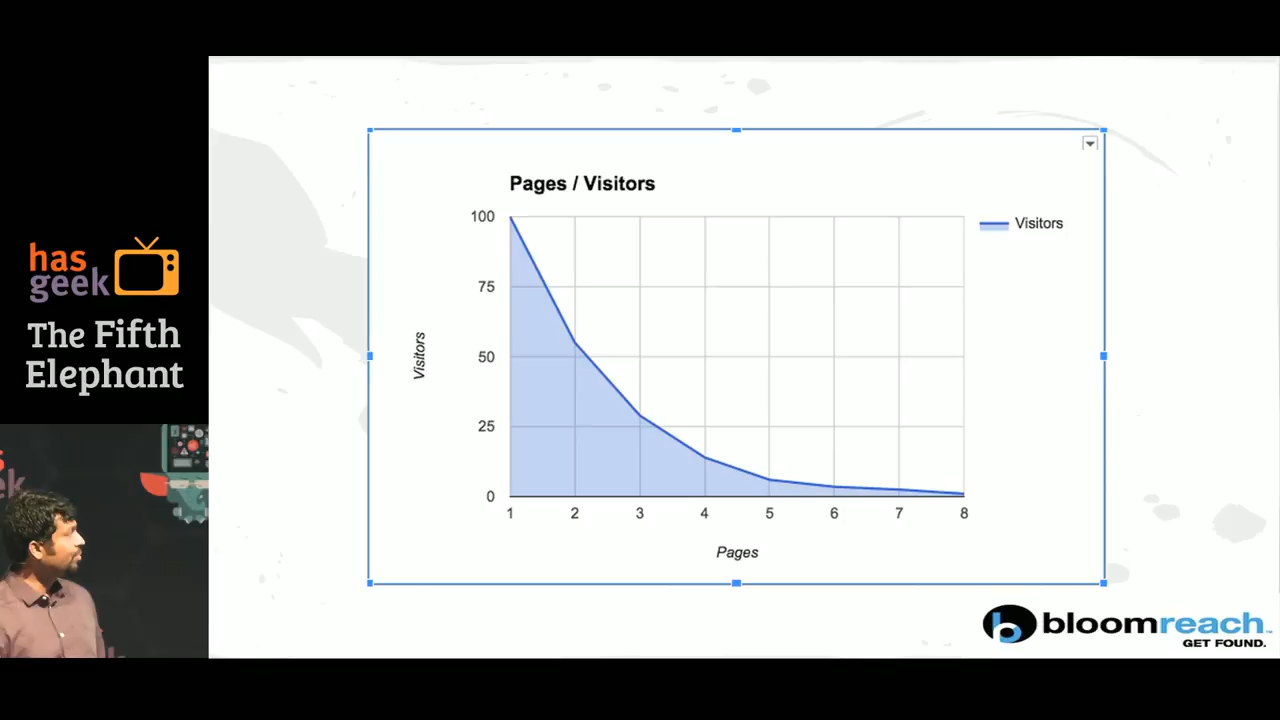 has
geek
The Fifth
Elephant
Pages / Visitors
Visitors
100
75
50
25
0
Visitors
1 2 3 4 5 6 7 8
Pages
bloomreach
GET FOUND.